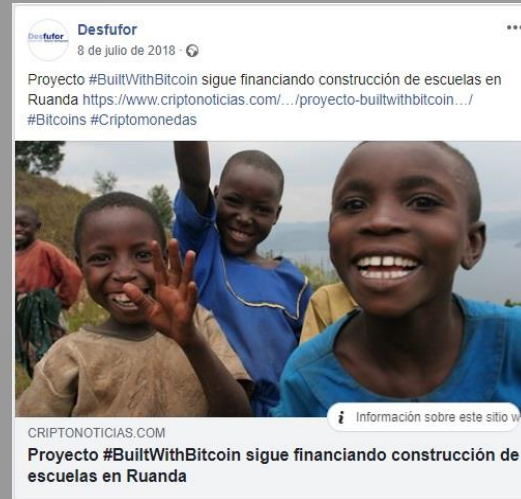 Desfufor
Desfufor
8 de julio de 2018 ·
Proyecto #BuiltWithBitcoin sigue financiando construcción de escuelas en
Ruanda https://www.criptonoticias.com/…/proyecto-builtwithbitcoin…/
#Bitcoins #Criptomonedas
i Información sobre este sitio w
CRIPTONOTICIAS.COM
Proyecto #BuiltWithBitcoin sigue financiando construcción de
escuelas en Ruanda